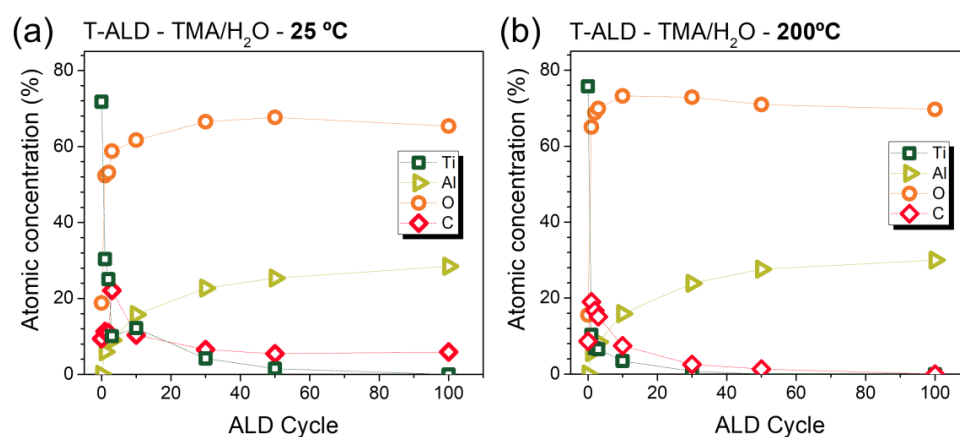 (a) T-ALD - TMA/H₂O - 25 ºC
80
60
40
20
0
Atomic concentration (%)
Ti
Al
O
C
0 20 40 60 80 100
ALD Cycle
(b) T-ALD - TMA/H₂O - 200ºC
80
60
40
20
0
Atomic concentration (%)
Ti
Al
O
C
0 20 40 60 80 100
ALD Cycle